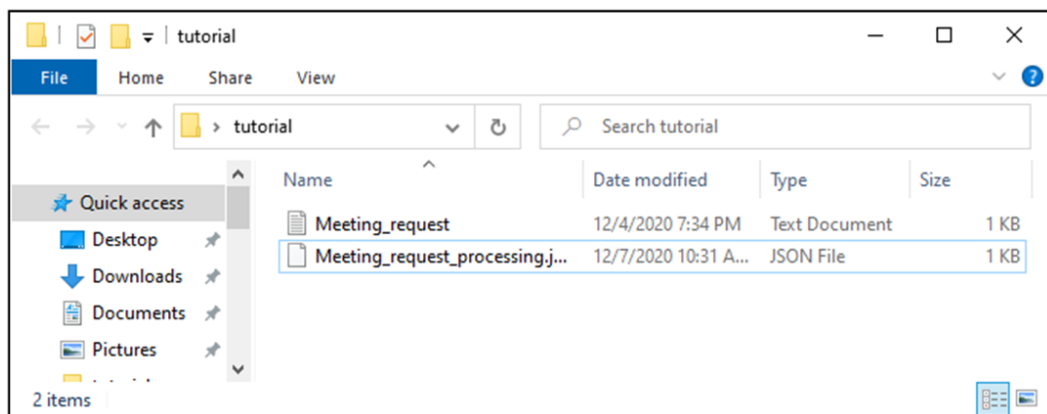 tutorial
File Home Share View
tutorial Search tutorial
Name Date modified Type Size
Quick access
Meeting_request 12/4/2020 7:34 PM Text Document 1 KB
Desktop
Meeting_request_processing.j... 12/7/2020 10:31 A... JSON File 1 KB
Downloads
Documents
Pictures
2 items